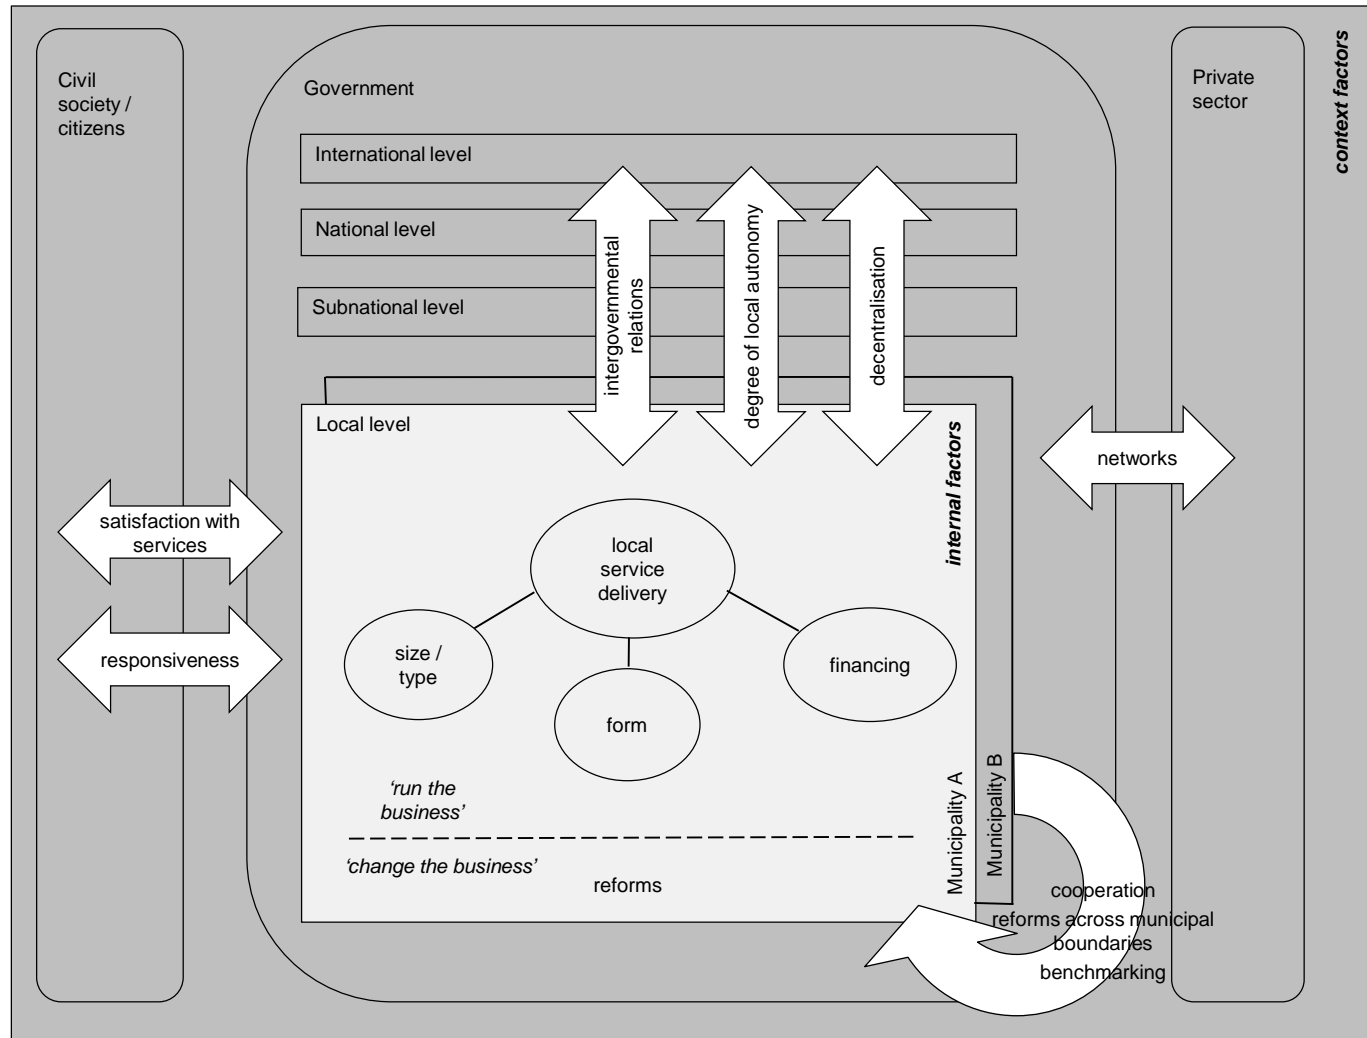 Civil
society /
citizens
Government
Private
sector
context factors
International level
National level
Subnational level
intergovernmental
relations
degree of local autonomy
decentralisation
Local level
internal factors
networks
satisfaction with
services
responsiveness
local
service
delivery
size /
type
form
financing
‘run the
business’
‘change the business’
reforms
Municipality A
Municipality B
cooperation
reforms across municipal
boundaries
benchmarking